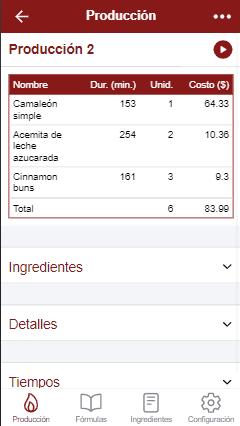 Producción
Producción 2
Nombre Dur. (min.) Unid. Costo ($)
Camaleón simple 153 1 64.33
Acemita de leche azucarada 254 2 10.36
Cinnamon buns 161 3 9.3
Total 6 83.99
Ingredientes
Detalles
Tiempos
Producción Fórmulas Ingredientes Configuración